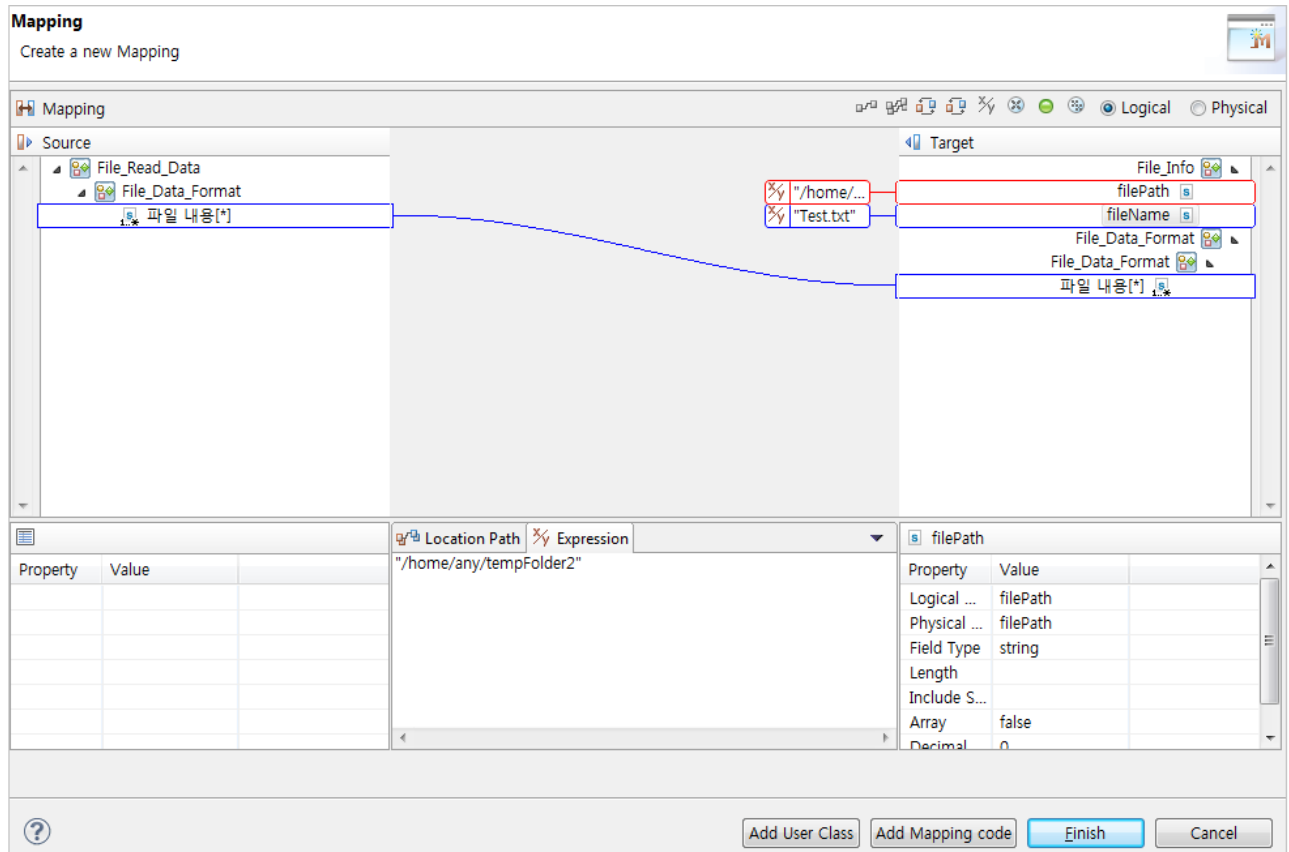 Mapping
Create a new Mapping
Mapping
Logical
Physical
Source
Target
File_Read_Data
File_Data_Format
파일 내용[*]
"/home/...
"Test.txt"
File_Info
filePath
fileName
File_Data_Format
File_Data_Format
파일 내용[*]
Property Value
Location Path Expression
"/home/any/tempFolder2"
filePath
Property Value
Logical ... filePath
Physical ... filePath
Field Type string
Length
Include S...
Array false
Decimal 0
Add User Class Add Mapping code Finish Cancel